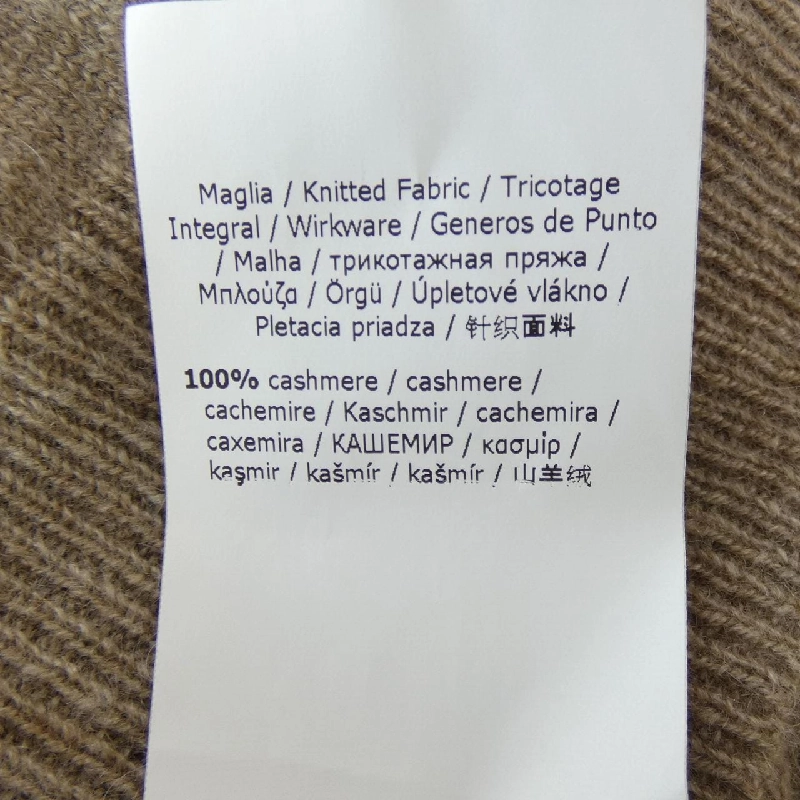 Maglia / Knitted Fabric / Tricotage
Integral / Wirkware / Generos de Punto
/ Malha / трикотажная пряжа /
Μπλούζα / Örgü / Úpletové vlákno /
Pletacia priadza / 针织面料
100% cashmere / cashmere /
cachemire / Kaschmir / cachemira /
caxemira / КАШЕМИР / κασμίρ /
kaşmir / kašmír / kašmír / 山羊绒